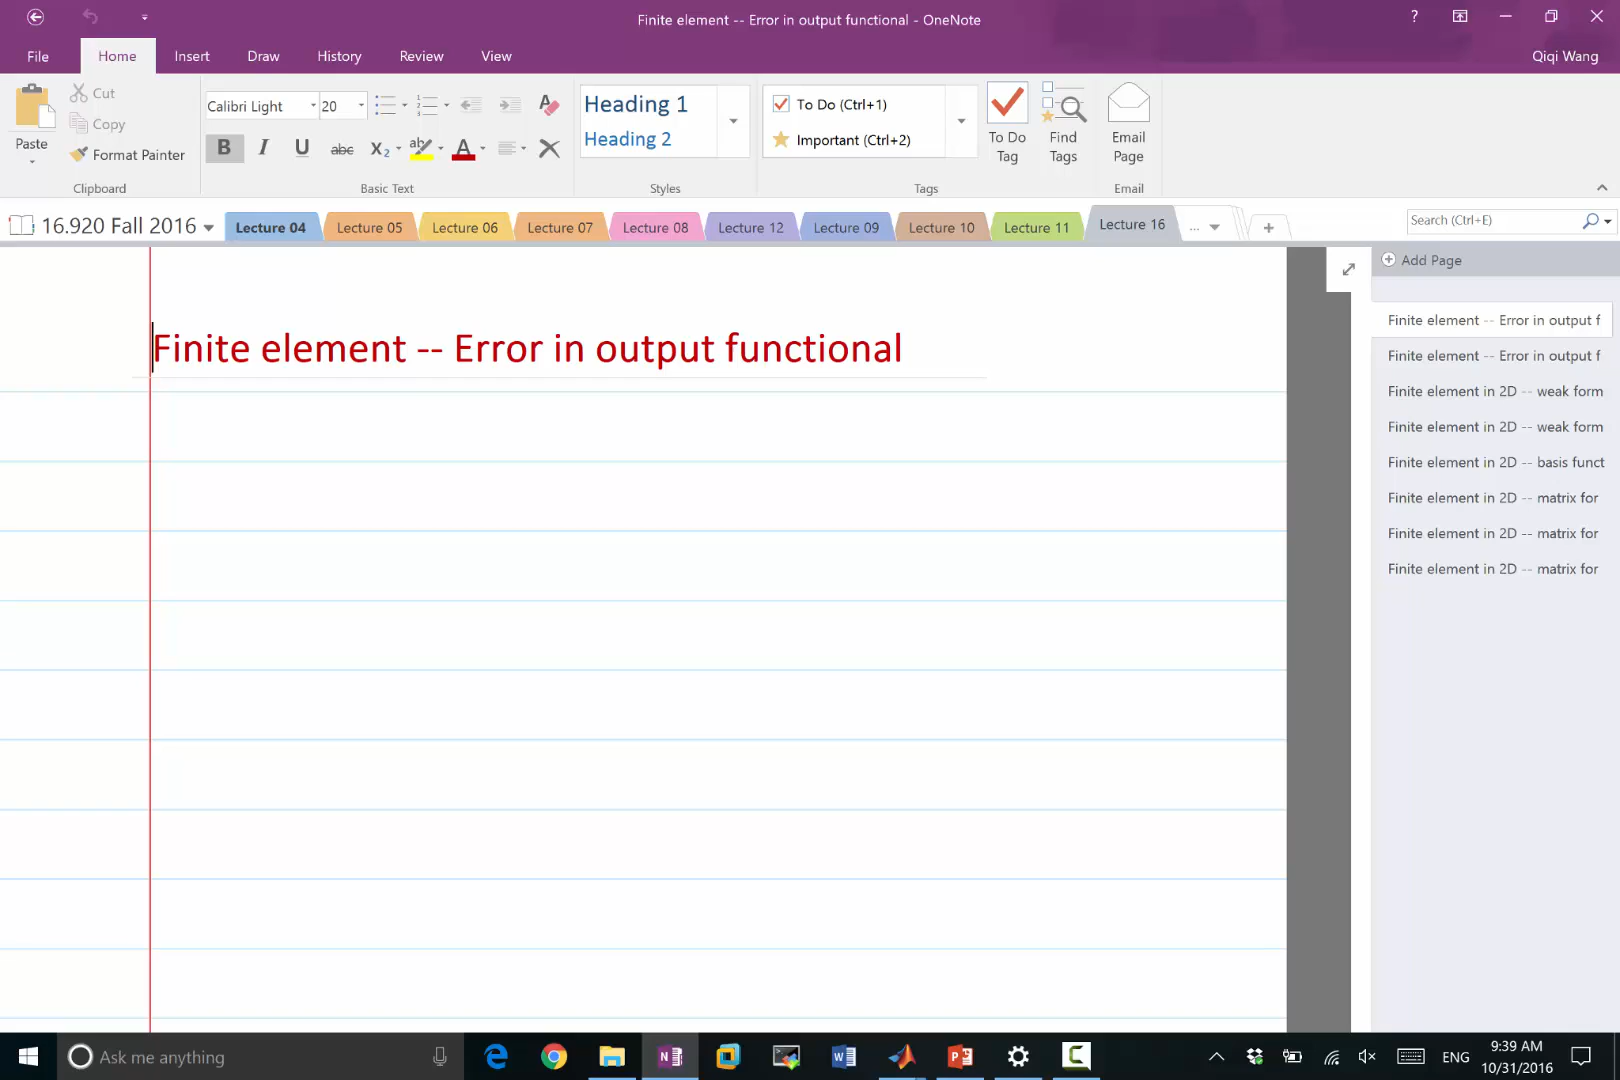 Finite element -- Error in output functional - OneNote
?
File
Home
Insert
Draw
History
Review
View
Qiqi Wang
Paste
Cut
Copy
Format Painter
Clipboard
Calibri Light
20
B I U abc X₂ ab A
Basic Text
Heading 1
Heading 2
Styles
To Do (Ctrl+1)
Important (Ctrl+2)
To Do
Tag
Find
Tags
Tags
Email
Page
Email
16.920 Fall 2016
Lecture 04
Lecture 05
Lecture 06
Lecture 07
Lecture 08
Lecture 12
Lecture 09
Lecture 10
Lecture 11
Lecture 16
...
Search (Ctrl+E)
Add Page
Finite element -- Error in output functional
Finite element -- Error in output f
Finite element -- Error in output f
Finite element in 2D -- weak form
Finite element in 2D -- weak form
Finite element in 2D -- basis funct
Finite element in 2D -- matrix for
Finite element in 2D -- matrix for
Finite element in 2D -- matrix for
Ask me anything
ENG
9:39 AM
10/31/2016